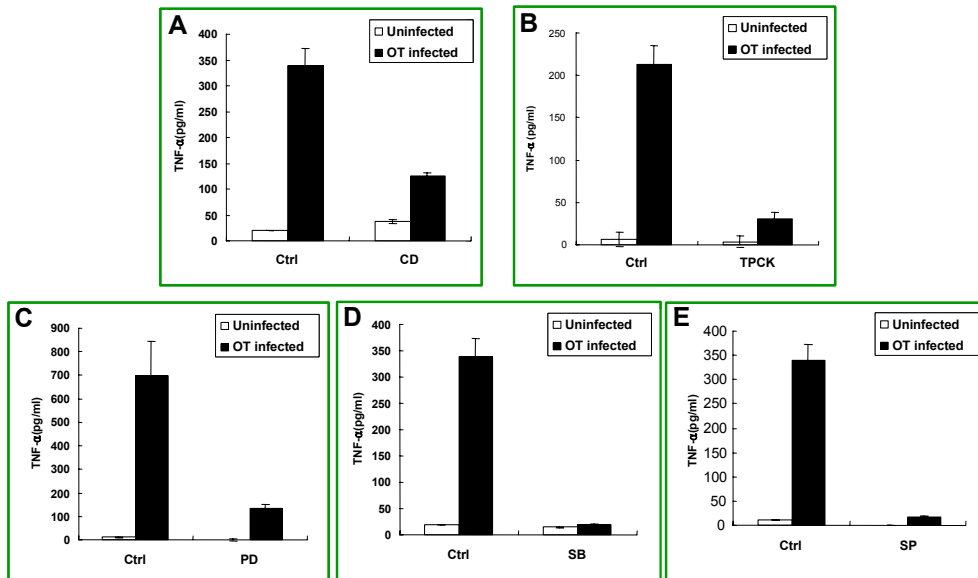 A
Uninfected
OT infected
TNF-α(pg/ml)
400
350
300
250
200
150
100
50
0
Ctrl
CD
B
Uninfected
OT infected
TNF-α (pg/ml)
250
200
150
100
50
0
Ctrl
TPCK
C
Uninfected
OT infected
TNF-α(pg/ml)
900
800
700
600
500
400
300
200
100
0
Ctrl
PD
D
Uninfected
OT infected
TNF-α(pg/ml)
400
350
300
250
200
150
100
50
0
Ctrl
SB
E
Uninfected
OT infected
TNF-α(pg/ml)
400
350
300
250
200
150
100
50
0
Ctrl
SP